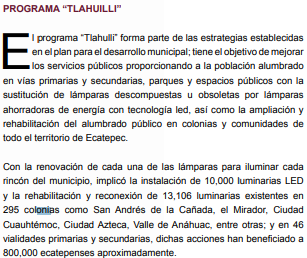 PROGRAMA “TLAHUILLI”
El programa “Tlahulli” forma parte de las estrategias establecidas
en el plan para el desarrollo municipal; tiene el objetivo de mejorar
los servicios públicos proporcionando a la población alumbrado
en vías primarias y secundarias, parques y espacios públicos con la
sustitución de lámparas descompuestas u obsoletas por lámparas
ahorradoras de energía con tecnología led, así como la ampliación y
rehabilitación del alumbrado público en colonias y comunidades de
todo el territorio de Ecatepec.
Con la renovación de cada una de las lámparas para iluminar cada
rincón del municipio, implicó la instalación de 10,000 luminarias LED
y la rehabilitación y reconexión de 13,106 luminarias existentes en
295 colonias como San Andrés de la Cañada, el Mirador, Ciudad
Cuauhtémoc, Ciudad Azteca, Valle de Anáhuac, entre otras; y en 46
vialidades primarias y secundarias, dichas acciones han beneficiado a
800,000 ecatepenses aproximadamente.